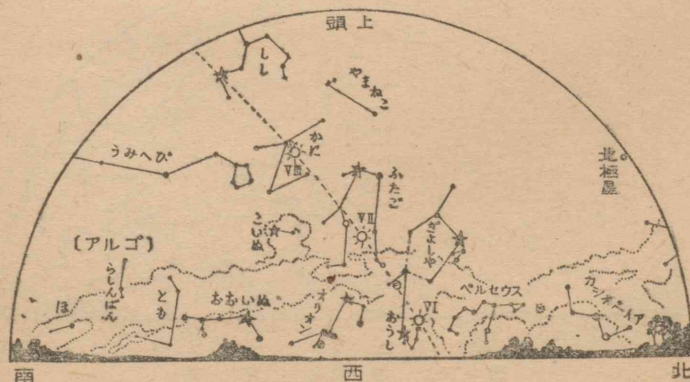 頭上
しし
やまねこ
うみへび
かに
VIII
北極星
ふたご
こいぬ
VII
ぎょしゃ
〔アルゴ〕
らしんばん
とも
ほ
おおいぬ
オリオン
おうし
VI
ペルセウス
カシオペイア
南
西
北